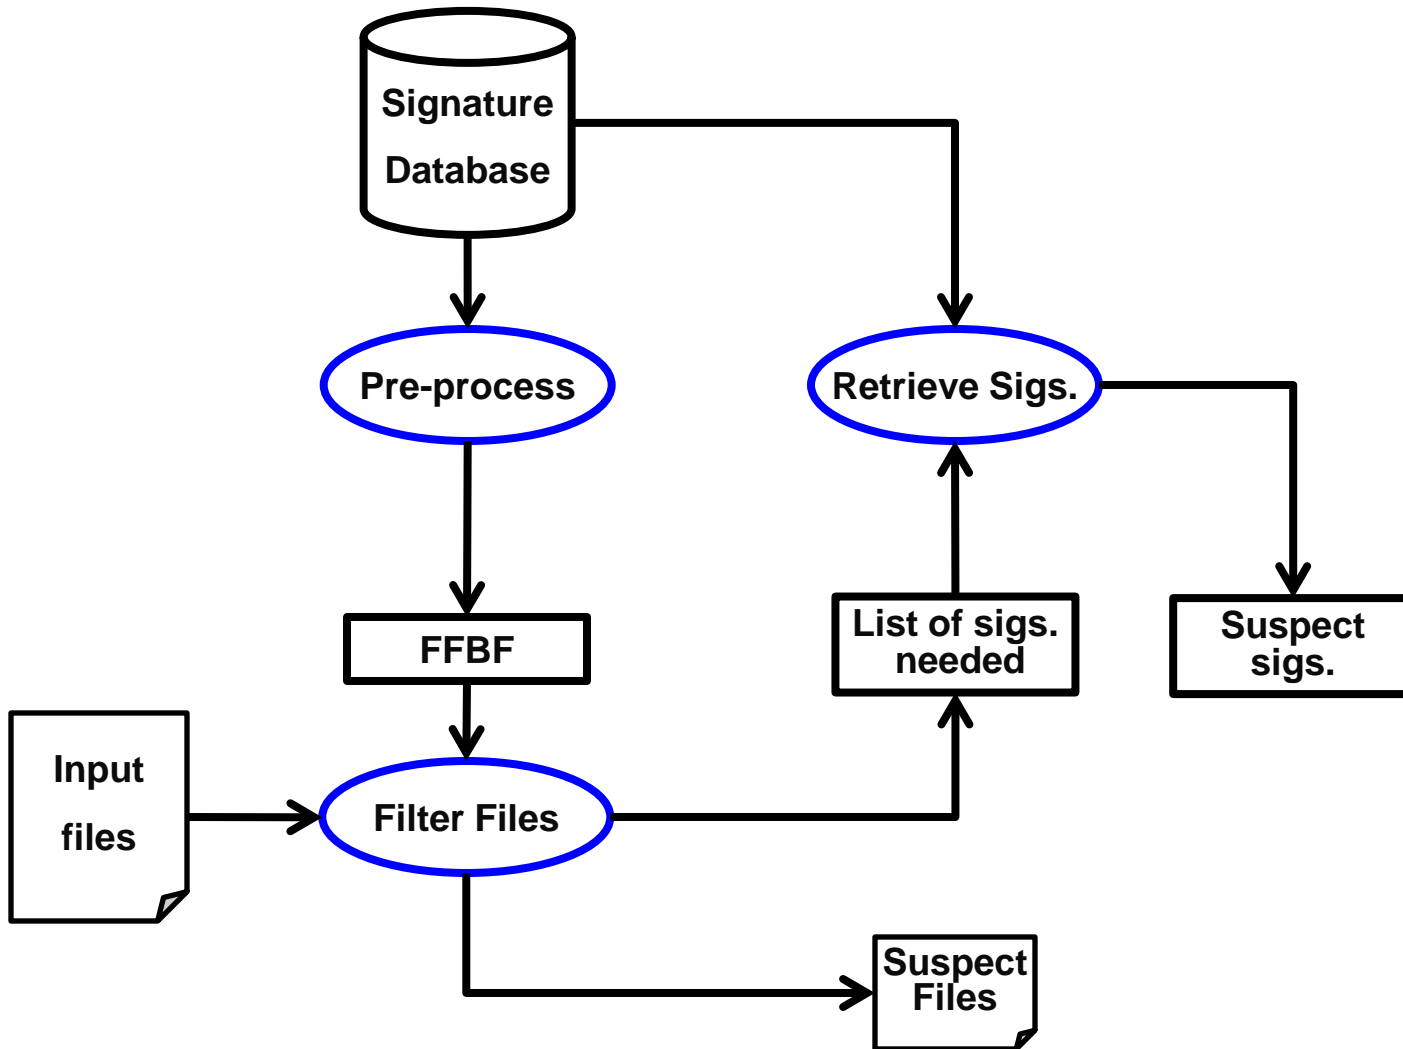 Signature
Database
Pre-process
Retrieve Sigs.
FFBF
List of sigs.
needed
Suspect
sigs.
Input
files
Filter Files
Suspect
Files